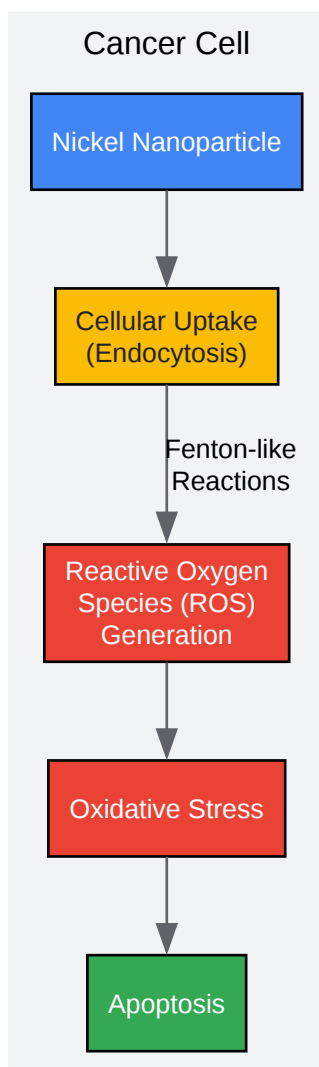 Cancer Cell
Nickel Nanoparticle
Cellular Uptake
(Endocytosis)
Fenton-like
Reactions
Reactive Oxygen
Species (ROS)
Generation
Oxidative Stress
Apoptosis